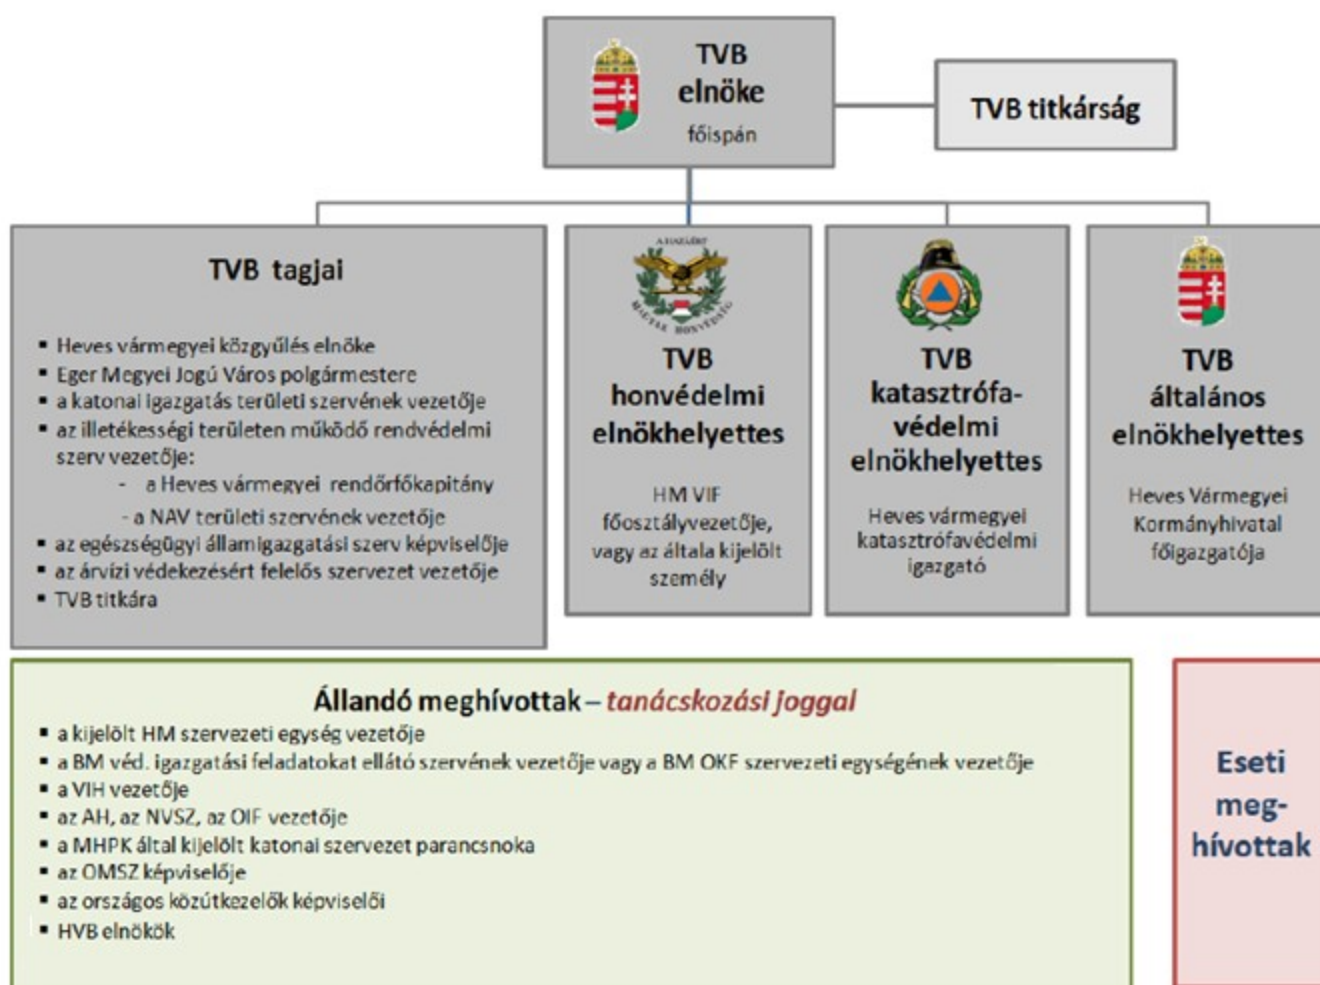 TVB
elnöke
főispán
TVB titkárság
TVB tagjai
▪ Heves vármegyei közgyűlés elnöke
▪ Eger Megyei Jogú Város polgármestere
▪ a katonai igazgatás területi szervének vezetője
▪ az illetékességi területen működő rendvédelmi
szerv vezetője:
- a Heves vármegyei rendőrfőkapitány
- a NAV területi szervének vezetője
▪ az egészségügyi államigazgatási szerv képviselője
▪ az árvízi védekezésért felelős szervezet vezetője
▪ TVB titkára
A HAZÁÉRT
MAGYAR HONVÉDSÉG
TVB
honvédelmi
elnökhelyettes
HM VIF
főosztályvezetője,
vagy az általa kijelölt
személy
TVB
katasztrófa-
védelmi
elnökhelyettes
Heves vármegyei
katasztrófavédelmi
igazgató
TVB
általános
elnökhelyettes
Heves Vármegyei
Kormányhivatal
főigazgatója
Állandó meghívottak – tanácskozási joggal
▪ a kijelölt HM szervezeti egység vezetője
▪ a BM véd. igazgatási feladatokat ellátó szervének vezetője vagy a BM OKF szervezeti egységének vezetője
▪ a VIH vezetője
▪ az AH, az NVSZ, az OIF vezetője
▪ a MHPK által kijelölt katonai szervezet parancsnoka
▪ az OMSZ képviselője
▪ az országos közútkezelők képviselői
▪ HVB elnökök
Eseti
meg-
hívottak